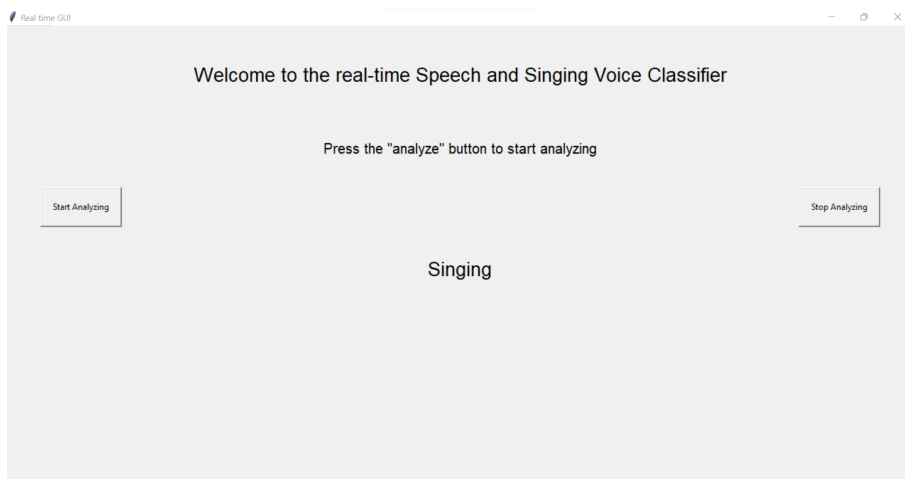 Real time GUI
Welcome to the real-time Speech and Singing Voice Classifier
Press the "analyze" button to start analyzing
Start Analyzing
Stop Analyzing
Singing